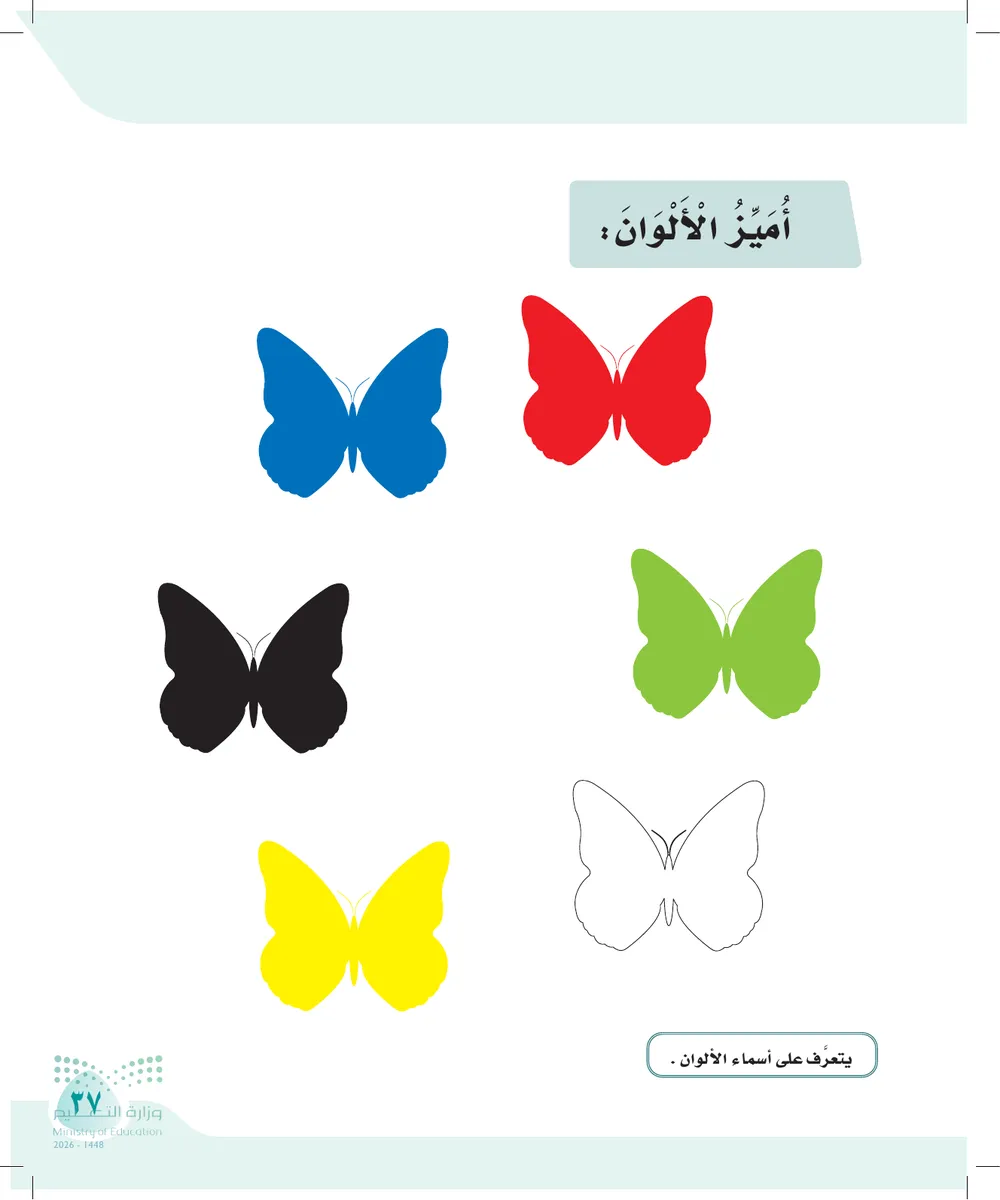 أُمَيِّزُ الْأَلْوَانَ :
يتعرَّف على أسماء الألوان .
٣٧
وزارة التعليم
Ministry of Education
2026 - 1448